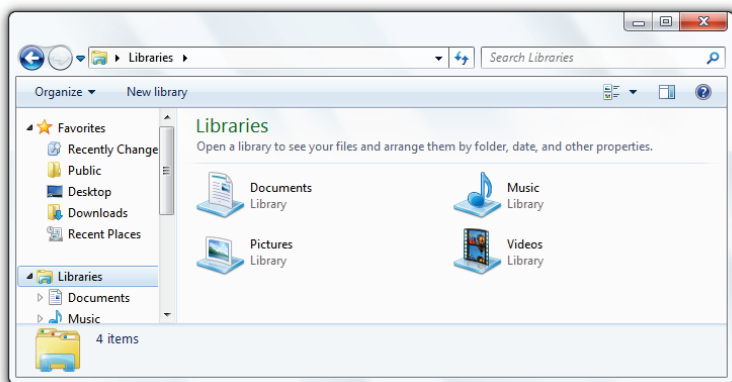 Libraries
Search Libraries
Organize
New library
Favorites
Recently Change
Public
Desktop
Downloads
Recent Places
Libraries
Documents
Music
Libraries
Open a library to see your files and arrange them by folder, date, and other properties.
Documents
Library
Music
Library
Pictures
Library
Videos
Library
4 items